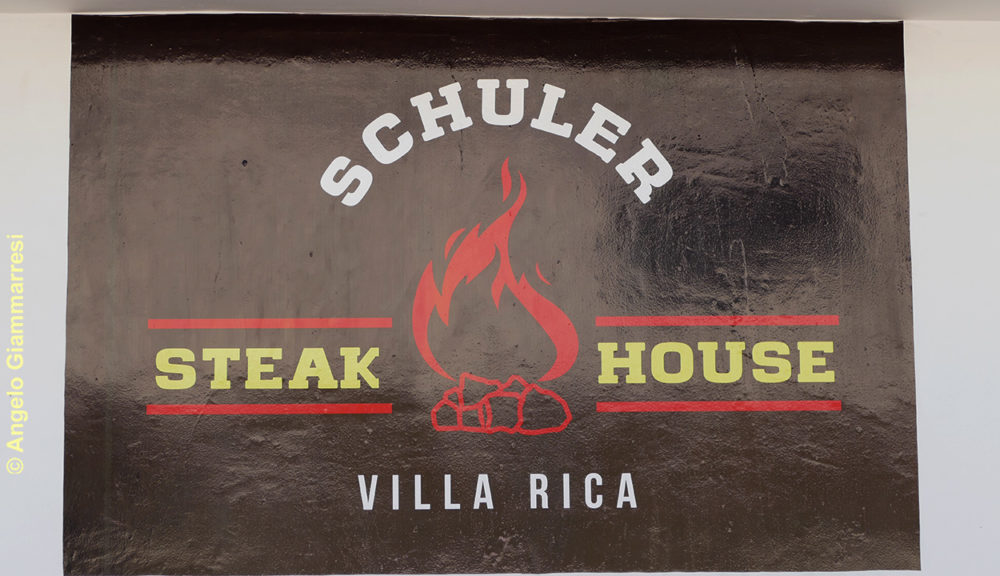 SCHULER
STEAK HOUSE
VILLA RICA
© Angelo Giammarresi